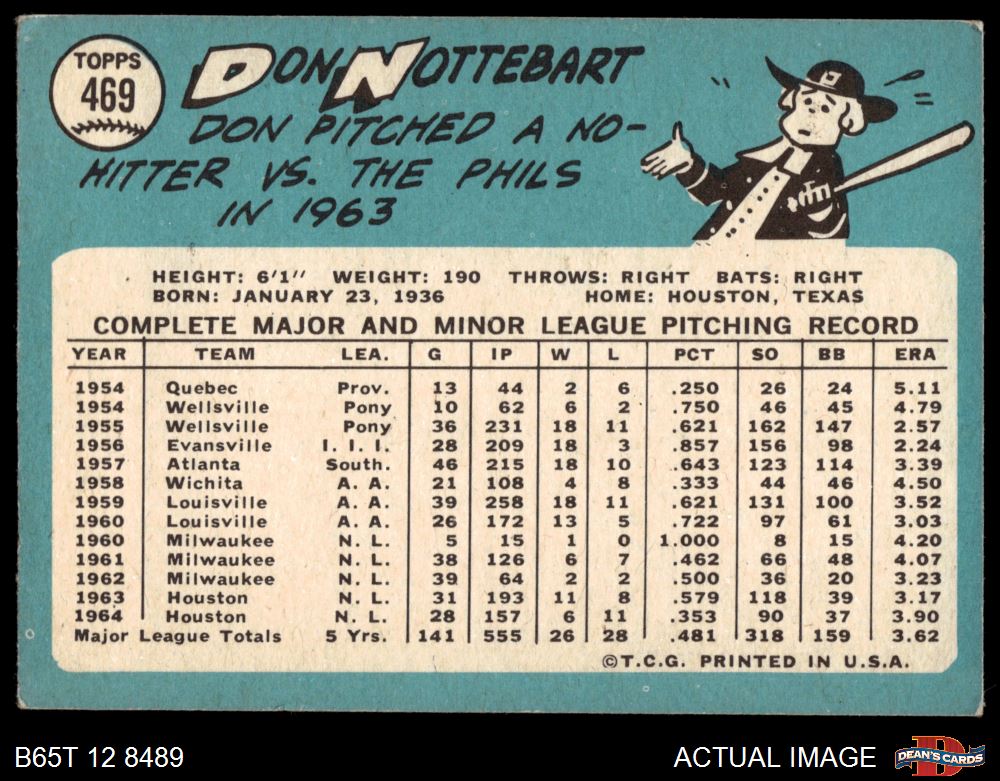 TOPPS
469
DON NOTTEBART
DON PITCHED A NO-
HITTER VS. THE PHILS
IN 1963
HEIGHT: 6'1" WEIGHT: 190 THROWS: RIGHT BATS: RIGHT
BORN: JANUARY 23, 1936 HOME: HOUSTON, TEXAS
COMPLETE MAJOR AND MINOR LEAGUE PITCHING RECORD
YEAR TEAM LEA. G IP W L PCT SO BB ERA
1954 Quebec Prov. 13 44 2 6 .250 26 24 5.11
1954 Wellsville Pony 10 62 6 2 .750 46 45 4.79
1955 Wellsville Pony 36 231 18 11 .621 162 147 2.57
1956 Evansville I. I. I. 28 209 18 3 .857 156 98 2.24
1957 Atlanta South. 46 215 18 10 .643 123 114 3.39
1958 Wichita A. A. 21 108 4 8 .333 44 46 4.50
1959 Louisville A. A. 39 258 18 11 .621 131 100 3.52
1960 Louisville A. A. 26 172 13 5 .722 97 61 3.03
1960 Milwaukee N. L. 5 15 1 0 1.000 8 15 4.20
1961 Milwaukee N. L. 38 126 6 7 .462 66 48 4.07
1962 Milwaukee N. L. 39 64 2 2 .500 36 20 3.23
1963 Houston N. L. 31 193 11 8 .579 118 39 3.17
1964 Houston N. L. 28 157 6 11 .353 90 37 3.90
Major League Totals 5 Yrs. 141 555 26 28 .481 318 159 3.62
©T.C.G. PRINTED IN U.S.A.
B65T 12 8489 ACTUAL IMAGE DEAN'S CARDS